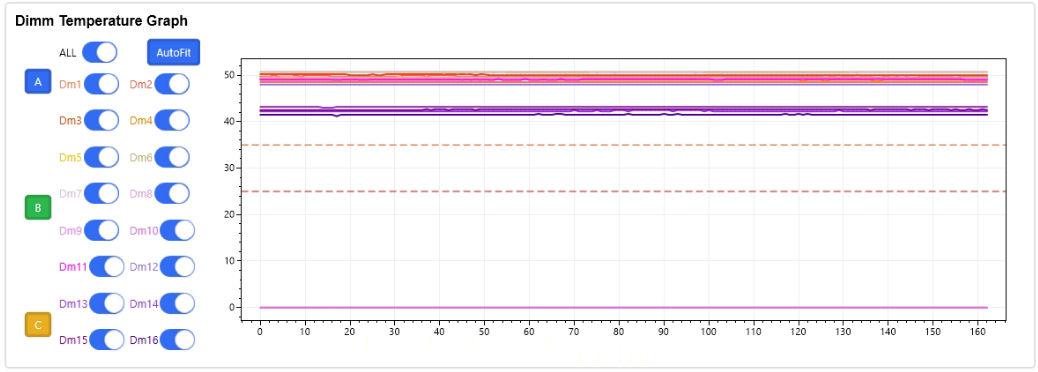 Dimm Temperature Graph
ALL AutoFit
A Dm1 Dm2
Dm3 Dm4
Dm5 Dm6
Dm7 Dm8
B
Dm9 Dm10
Dm11 Dm12
Dm13 Dm14
C
Dm15 Dm16
50
40
30
20
10
0
0 10 20 30 40 50 60 70 80 90 100 110 120 130 140 150 160